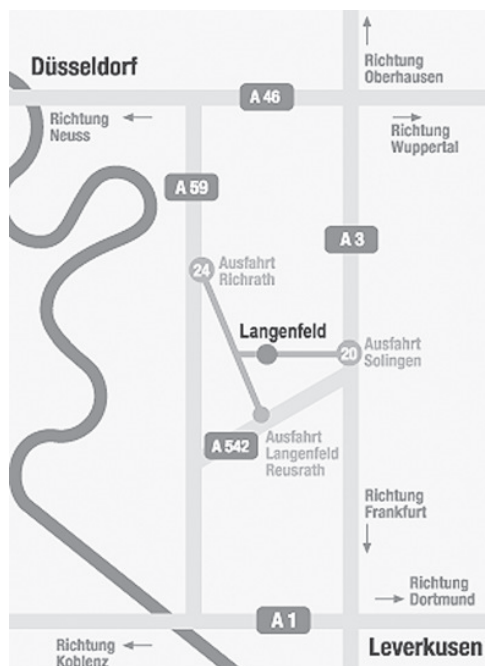 Düsseldorf
Richtung
Oberhausen
A 46
Richtung
Neuss
Richtung
Wuppertal
A 59
A 3
24
Ausfahrt
Richrath
Langenfeld
20
Ausfahrt
Solingen
A 542
Ausfahrt
Langenfeld
Reusrath
Richtung
Frankfurt
Richtung
Dortmund
A 1
Richtung
Koblenz
Leverkusen